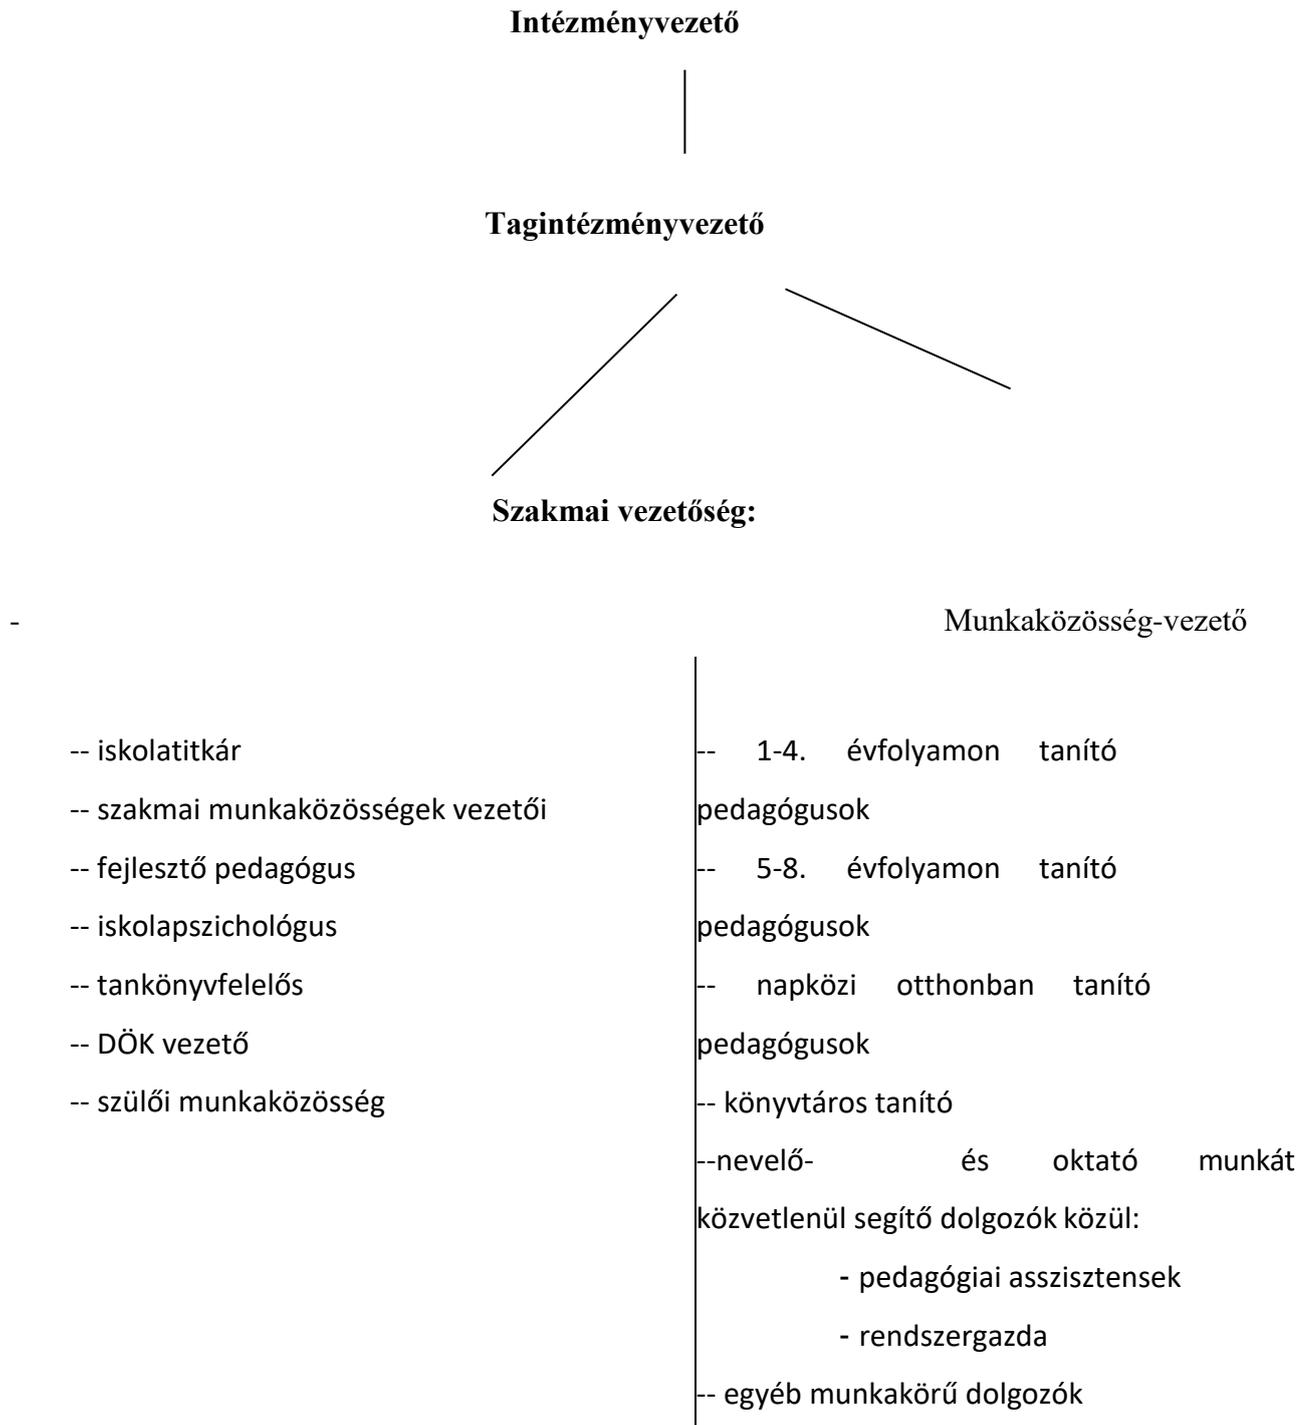 Intézményvezető
Tagintézményvezető
Szakmai vezetőség:
- Munkaközösség-vezető
-- iskolatitkár
-- szakmai munkaközösségek vezetői
-- fejlesztő pedagógus
-- iskolapszichológus
-- tankönyvfelelős
-- DÖK vezető
-- szülői munkaközösség
-- 1-4. évfolyamon tanító
pedagógusok
-- 5-8. évfolyamon tanító
pedagógusok
-- napközi otthonban tanító
pedagógusok
-- könyvtáros tanító
--nevelő- és oktató munkát
közvetlenül segítő dolgozók közül:
- pedagógiai asszisztensek
- rendszergazda
-- egyéb munkakörű dolgozók